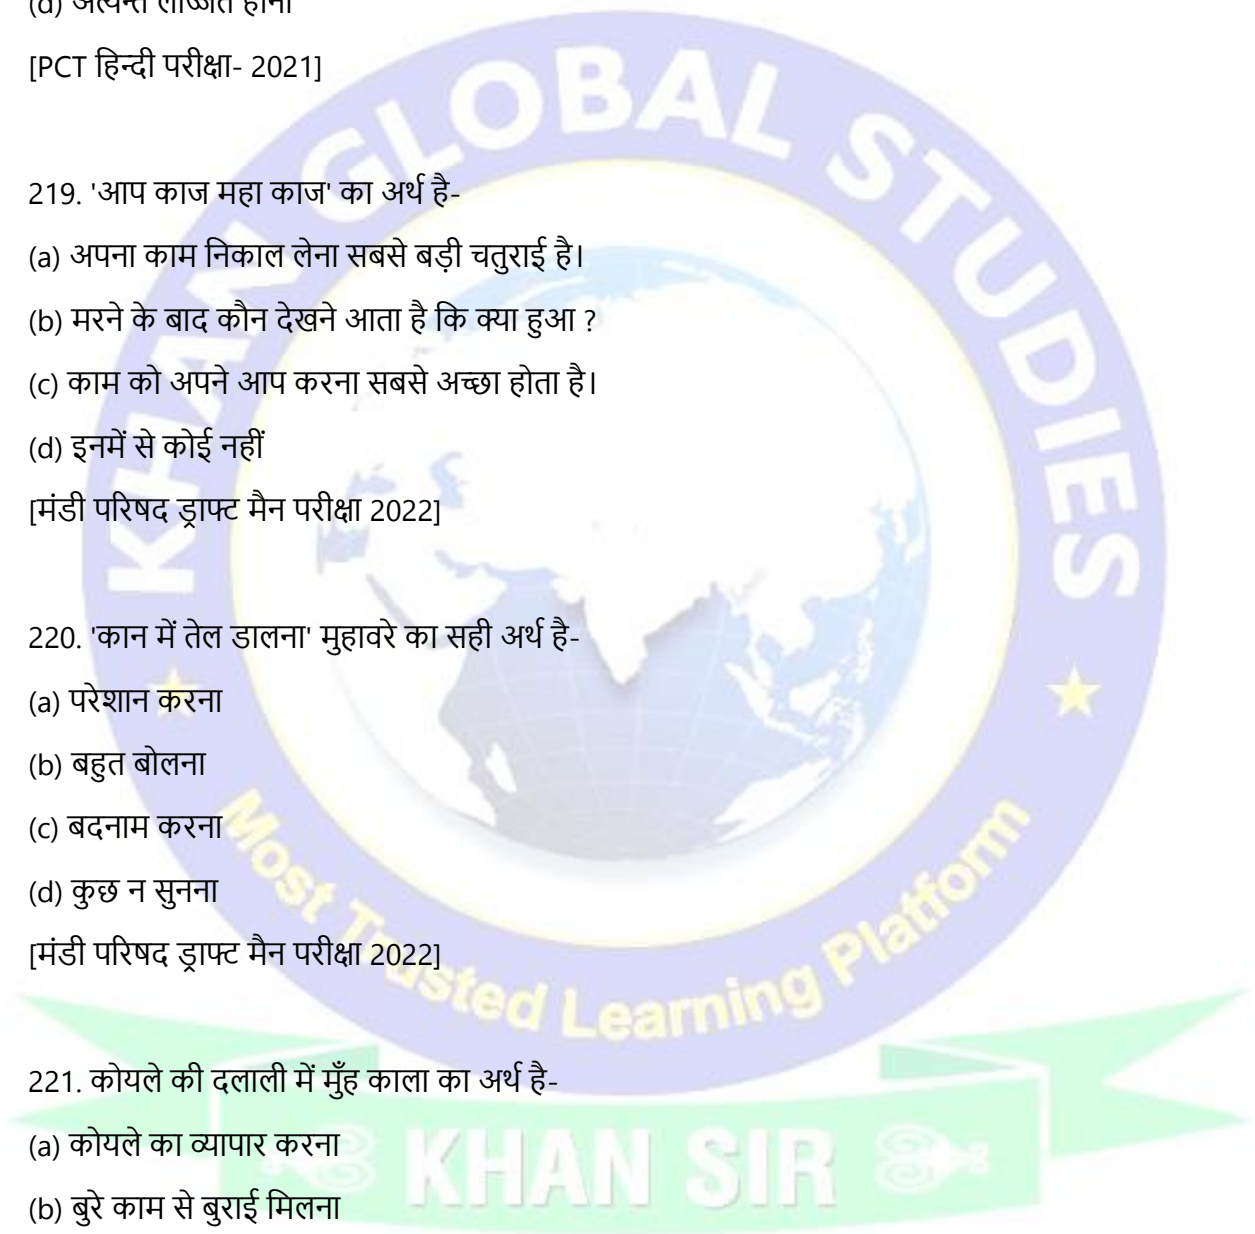 (d) अत्यन्त लज्जित होना
[PCT हिन्दी परीक्षा- 2021]
219. 'आप काज महा काज' का अर्थ है-
(a) अपना काम निकाल लेना सबसे बड़ी चतुराई है।
(b) मरने के बाद कौन देखने आता है कि क्या हुआ ?
(c) काम को अपने आप करना सबसे अच्छा होता है।
(d) इनमें से कोई नहीं
[मंडी परिषद ड्राफ्ट मैन परीक्षा 2022]
220. 'कान में तेल डालना' मुहावरे का सही अर्थ है-
(a) परेशान करना
(b) बहुत बोलना
(c) बदनाम करना
(d) कुछ न सुनना
[मंडी परिषद ड्राफ्ट मैन परीक्षा 2022]
221. कोयले की दलाली में मुँह काला का अर्थ है-
(a) कोयले का व्यापार करना
(b) बुरे काम से बुराई मिलना
KHAN GLOBAL STUDIES
Most Trusted Learning Platform
KHAN SIR